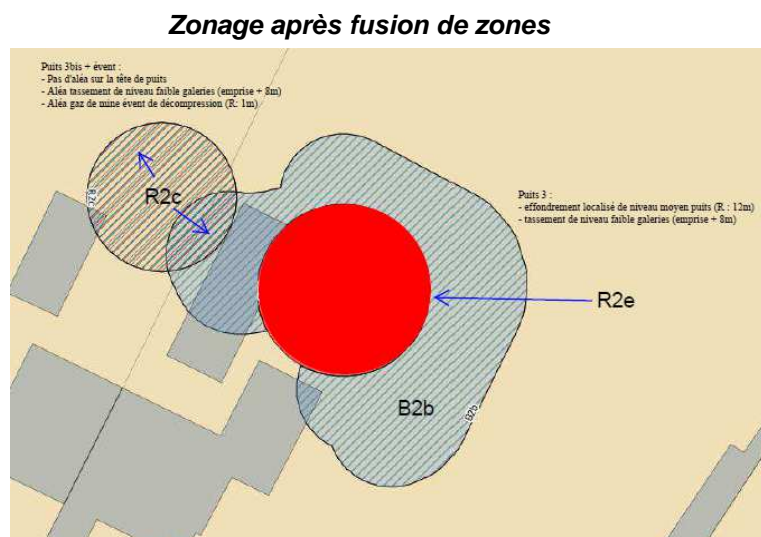 Zonage après fusion de zones
Puits 3bis + évent :
- Pas d'aléa sur la tête de puits
- Aléa tassement de niveau faible galeries (emprise + 8m)
- Aléa gaz de mine évent de décompression (R: 1m)
R2c
R2c
Puits 3 :
- effondrement localisé de niveau moyen puits (R : 12m)
- tassement de niveau faible galeries (emprise + 8m)
R2e
B2b
B2b